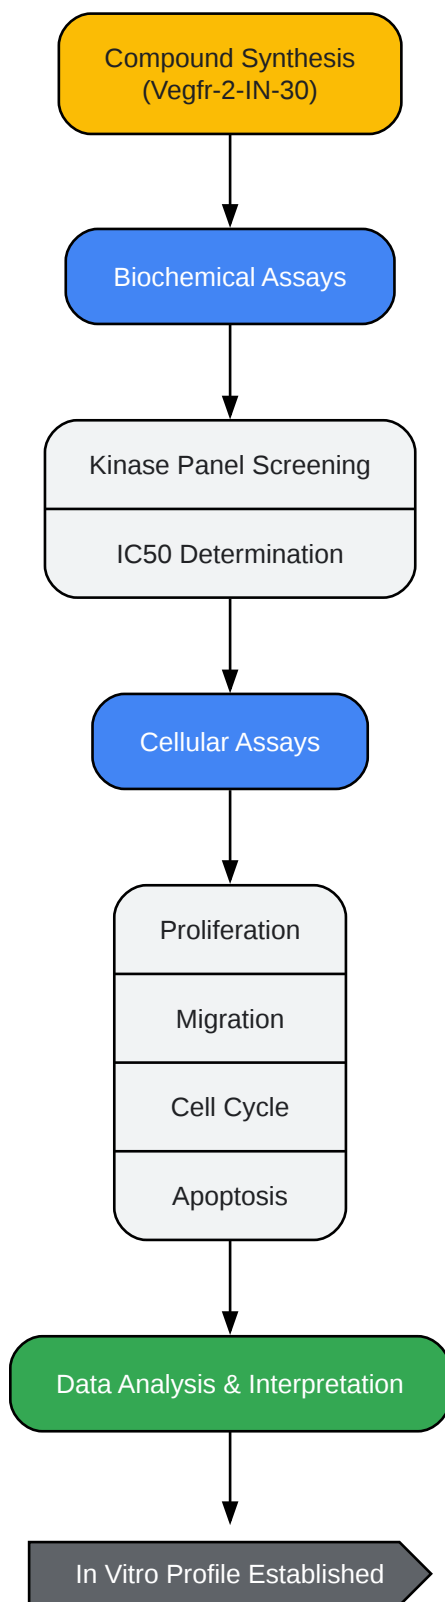 Compound Synthesis
(Vegfr-2-IN-30)
Biochemical Assays
Kinase Panel Screening
IC50 Determination
Cellular Assays
Proliferation
Migration
Cell Cycle
Apoptosis
Data Analysis & Interpretation
In Vitro Profile Established